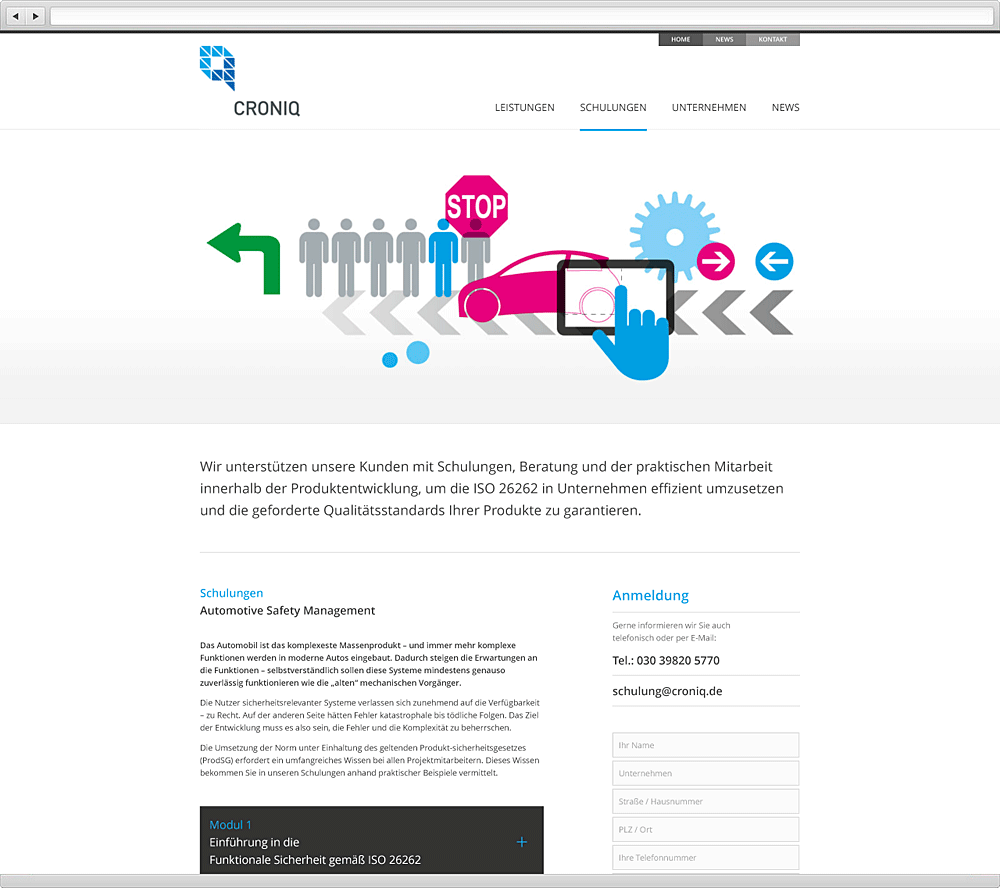 HOME NEWS KONTAKT
CRONIQ
LEISTUNGEN SCHULUNGEN UNTERNEHMEN NEWS
STOP
Wir unterstützen unsere Kunden mit Schulungen, Beratung und der praktischen Mitarbeit
innerhalb der Produktentwicklung, um die ISO 26262 in Unternehmen effizient umzusetzen
und die geforderte Qualitätsstandards Ihrer Produkte zu garantieren.
Schulungen
Automotive Safety Management
Das Automobil ist das komplexeste Massenprodukt – und immer mehr komplexe
Funktionen werden in moderne Autos eingebaut. Dadurch steigen die Erwartungen an
die Funktionen – selbstverständlich sollen diese Systeme mindestens genauso
zuverlässig funktionieren wie die „alten“ mechanischen Vorgänger.
Die Nutzer sicherheitsrelevanter Systeme verlassen sich zunehmend auf die Verfügbarkeit
– zu Recht. Auf der anderen Seite hätten Fehler katastrophale bis tödliche Folgen. Das Ziel
der Entwicklung muss es also sein, die Fehler und die Komplexität zu beherrschen.
Die Umsetzung der Norm unter Einhaltung des geltenden Produkt-sicherheitsgesetzes
(ProdSG) erfordert ein umfangreiches Wissen bei allen Projektmitarbeitern. Dieses Wissen
bekommen Sie in unseren Schulungen anhand praktischer Beispiele vermittelt.
Modul 1
Einführung in die
Funktionale Sicherheit gemäß ISO 26262
+
Anmeldung
Gerne informieren wir Sie auch
telefonisch oder per E-Mail:
Tel.: 030 39820 5770
schulung@croniq.de
Ihr Name
Unternehmen
Straße / Hausnummer
PLZ / Ort
Ihre Telefonnummer